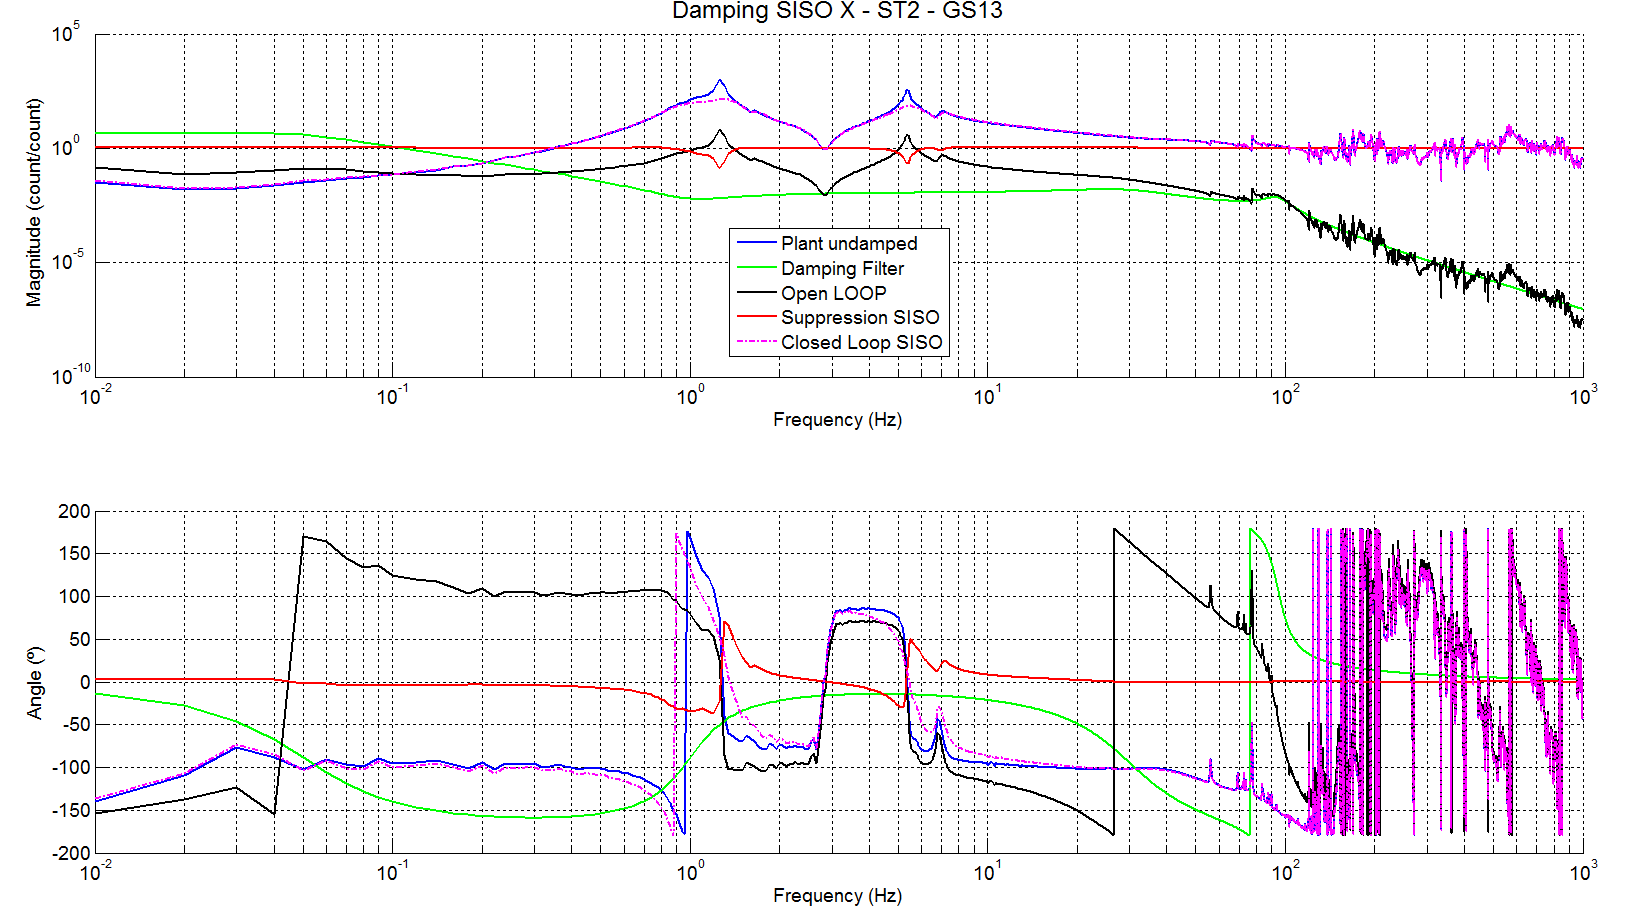 Damping SISO X - ST2 - GS13
10^5
10^0
10^-5
10^-10
Magnitude (count/count)
Plant undamped
Damping Filter
Open LOOP
Suppression SISO
Closed Loop SISO
10^-2 10^-1 10^0 10^1 10^2 10^3
Frequency (Hz)
200
150
100
50
0
-50
-100
-150
-200
Angle (º)
10^-2 10^-1 10^0 10^1 10^2 10^3
Frequency (Hz)